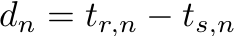 d_n = t_{r,n} - t_{s,n}